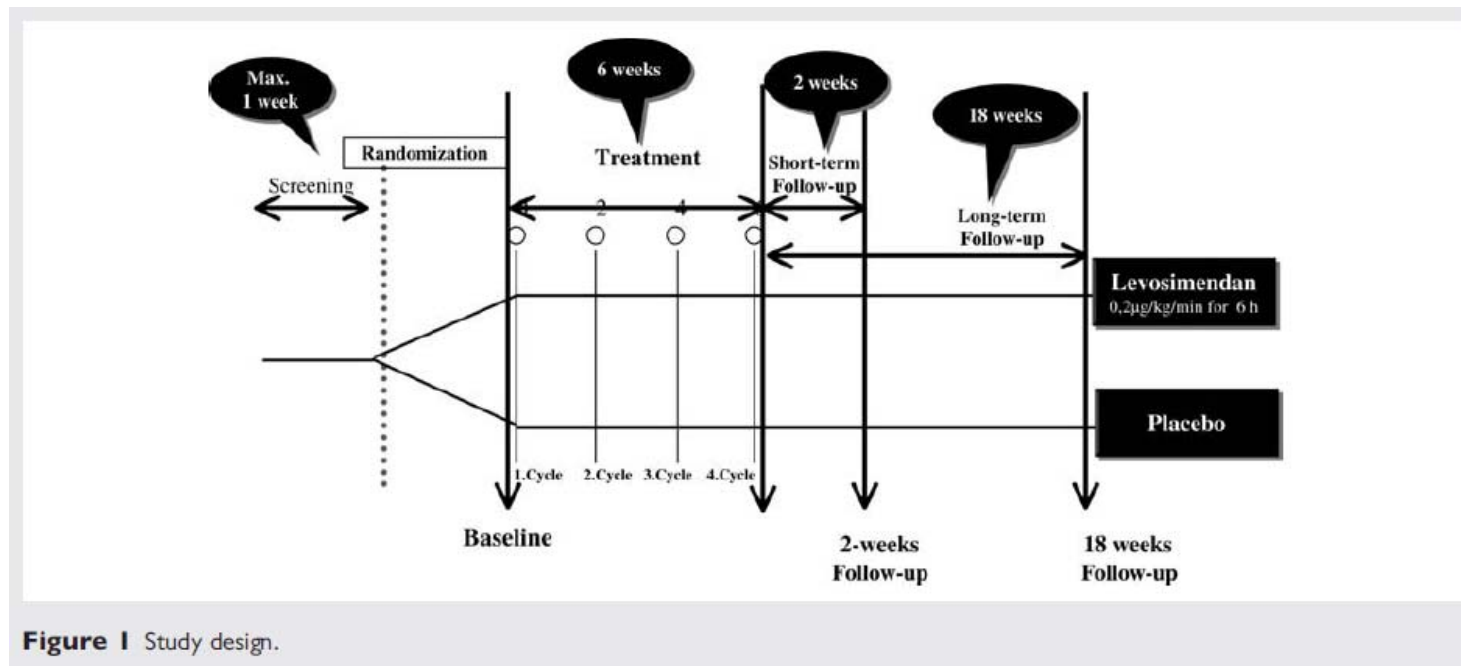 Max.
1 week
6 weeks
2 weeks
18 weeks
Randomization
Treatment
Screening
Short-term
Follow-up
Long-term
Follow-up
2
4
Levosimendan
0,2µg/kg/min for 6 h
Placebo
1.Cycle
2.Cycle
3.Cycle
4.Cycle
Baseline
2-weeks
Follow-up
18 weeks
Follow-up
Figure 1 Study design.